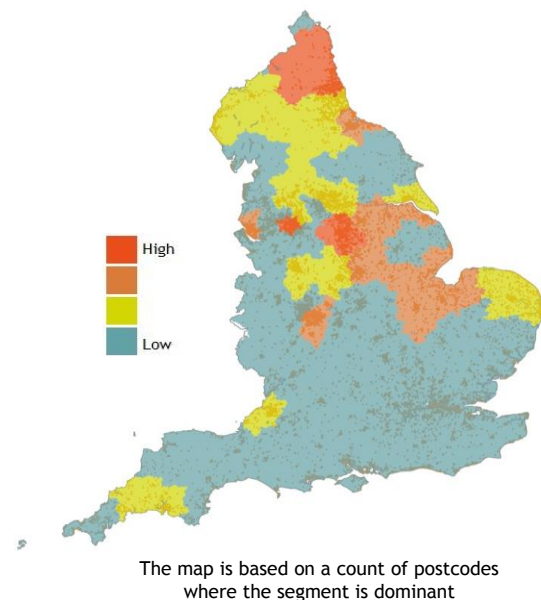 High
Low
The map is based on a count of postcodes
where the segment is dominant